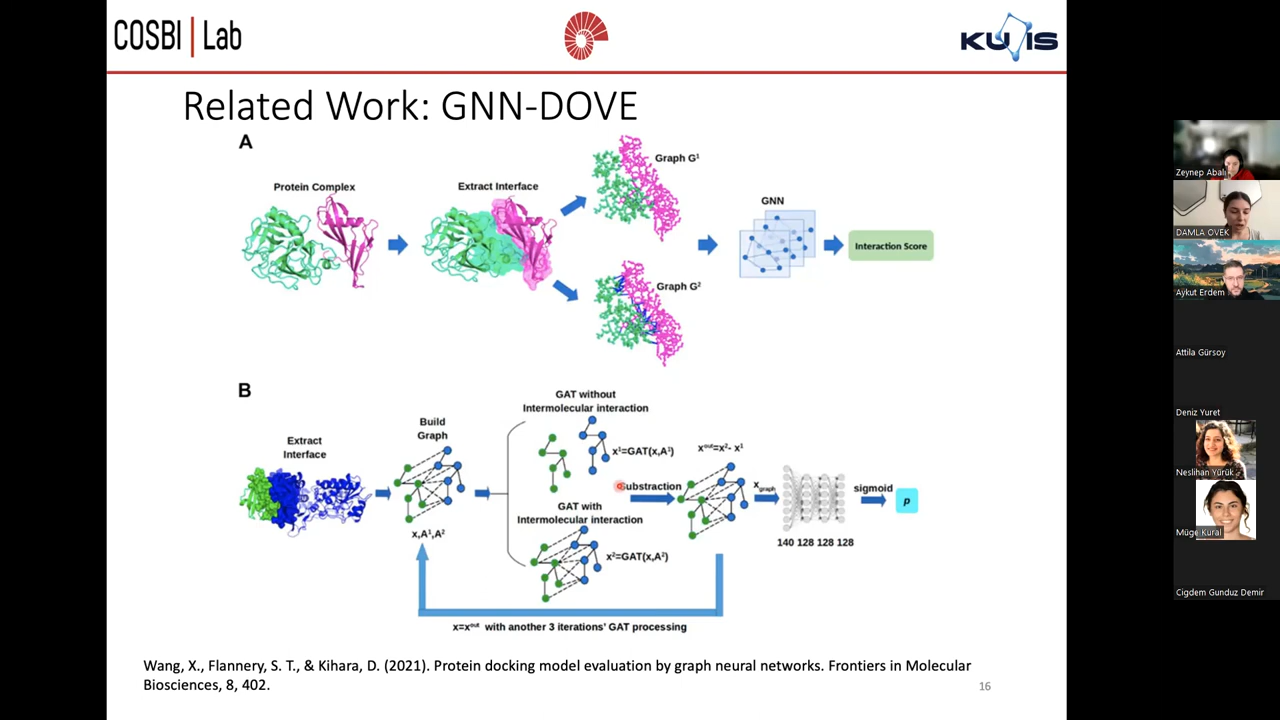 COSBI | Lab
KUIS
Related Work: GNN-DOVE
A
Protein Complex
Extract Interface
Graph G¹
Graph G²
GNN
Interaction Score
B
Extract
Interface
Build
Graph
x,A¹,A²
GAT without
Intermolecular interaction
x¹=GAT(x,A¹)
GAT with
Intermolecular interaction
x²=GAT(x,A²)
Substraction
xᵒᵘᵗ=x²- x¹
x_graph
140 128 128 128
sigmoid
p
x=xᵒᵘᵗ with another 3 iterations' GAT processing
Wang, X., Flannery, S. T., & Kihara, D. (2021). Protein docking model evaluation by graph neural networks. Frontiers in Molecular
Biosciences, 8, 402.
16
Zeynep Abali
DAMLA OVEK
Aykut Erdem
Attila Gürsoy
Deniz Yuret
Neslihan Yürük
Müge Kural
Cigdem Gunduz Demir